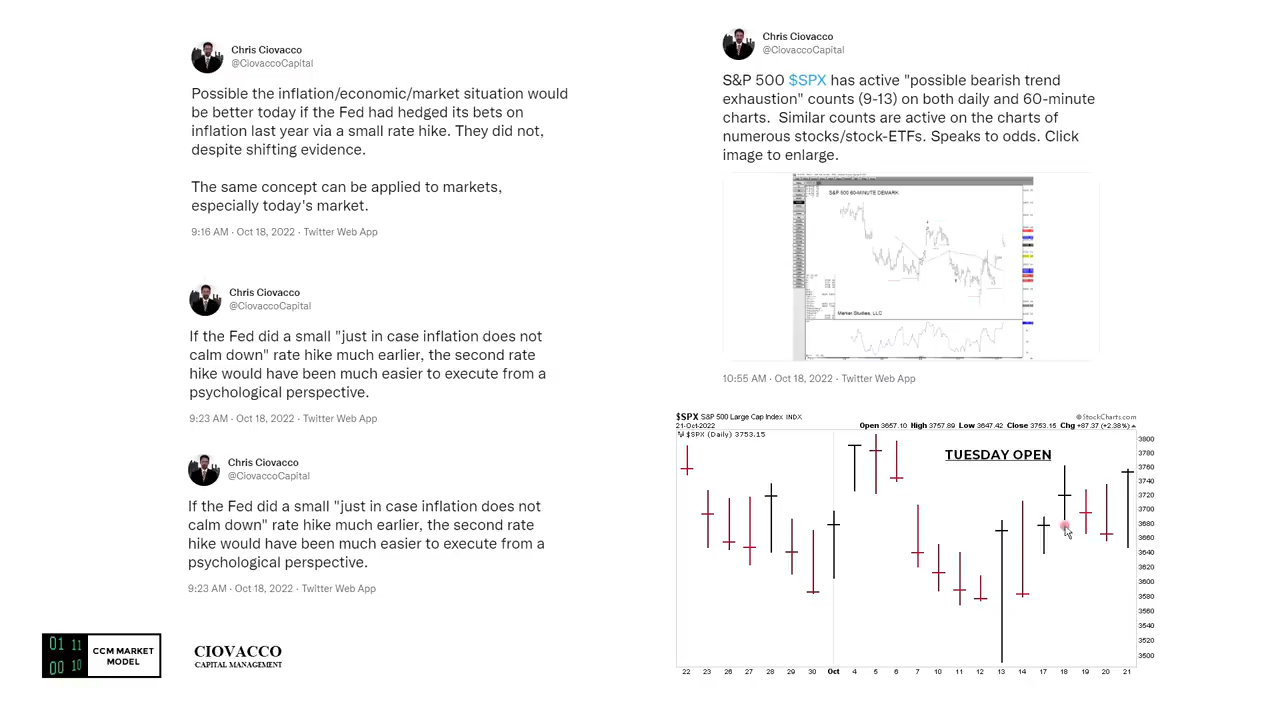 Chris Ciovacco
@CiovaccoCapital
Possible the inflation/economic/market situation would
be better today if the Fed had hedged its bets on
inflation last year via a small rate hike. They did not,
despite shifting evidence.
The same concept can be applied to markets,
especially today's market.
9:16 AM · Oct 18, 2022 · Twitter Web App
Chris Ciovacco
@CiovaccoCapital
If the Fed did a small "just in case inflation does not
calm down" rate hike much earlier, the second rate
hike would have been much easier to execute from a
psychological perspective.
9:23 AM · Oct 18, 2022 · Twitter Web App
Chris Ciovacco
@CiovaccoCapital
If the Fed did a small "just in case inflation does not
calm down" rate hike much earlier, the second rate
hike would have been much easier to execute from a
psychological perspective.
9:23 AM · Oct 18, 2022 · Twitter Web App
01 11
00 10
CCM MARKET
MODEL
CIOVACCO
CAPITAL MANAGEMENT
Chris Ciovacco
@CiovaccoCapital
S&P 500 $SPX has active "possible bearish trend
exhaustion" counts (9-13) on both daily and 60-minute
charts. Similar counts are active on the charts of
numerous stocks/stock-ETFs. Speaks to odds. Click
image to enlarge.
S&P 500 60-MINUTE DEMARK
Market Studies, LLC
10:55 AM · Oct 18, 2022 · Twitter Web App
$SPX S&P 500 Large Cap Index INDX
© StockCharts.com
21-Oct-2022
Open 3657.10 High 3757.89 Low 3647.42 Close 3753.15 Chg +87.37 (+2.38%)
$SPX (Daily) 3753.15
TUESDAY OPEN
3800
3780
3760
3740
3720
3700
3680
3660
3640
3620
3600
3580
3560
3540
3520
3500
22 23 26 27 28 29 30 Oct 4 5 6 7 10 11 12 13 14 17 18 19 20 21